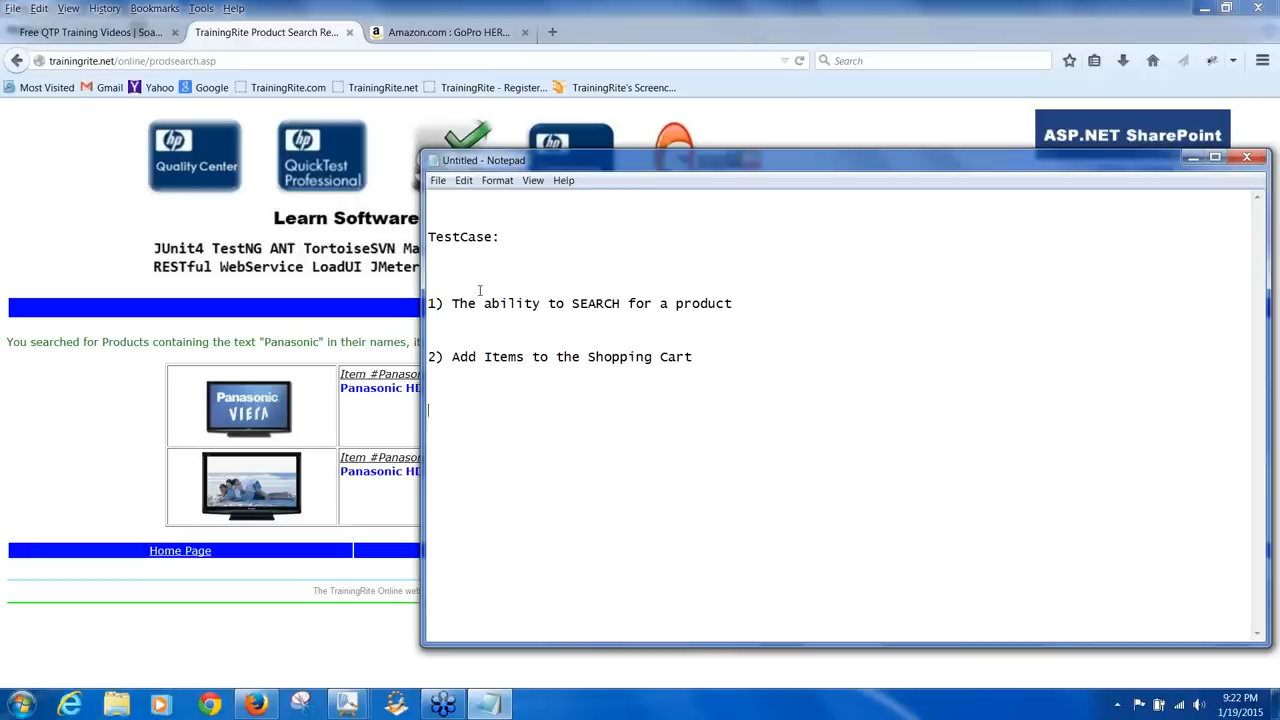 File Edit View History Bookmarks Tools Help
Free QTP Training Videos | Soa... × TrainingRite Product Search Re... × Amazon.com : GoPro HER... × +
trainingrite.net/online/prodsearch.asp Search
Most Visited Gmail Yahoo Google TrainingRite.com TrainingRite.net TrainingRite - Register... TrainingRite's Screenc...
hp Quality Center
hp QuickTest Professional
hp
ASP.NET SharePoint
Untitled - Notepad
File Edit Format View Help
Learn Software
JUnit4 TestNG ANT TortoiseSVN Ma
RESTful WebService LoadUI JMeter
TestCase:
1) The ability to SEARCH for a product
2) Add Items to the Shopping Cart
You searched for Products containing the text "Panasonic" in their names, it
Panasonic
VIERA
Item #Panason
Panasonic HD
Item #Panason
Panasonic HD
Home Page
The TrainingRite Online web
9:22 PM
1/19/2015